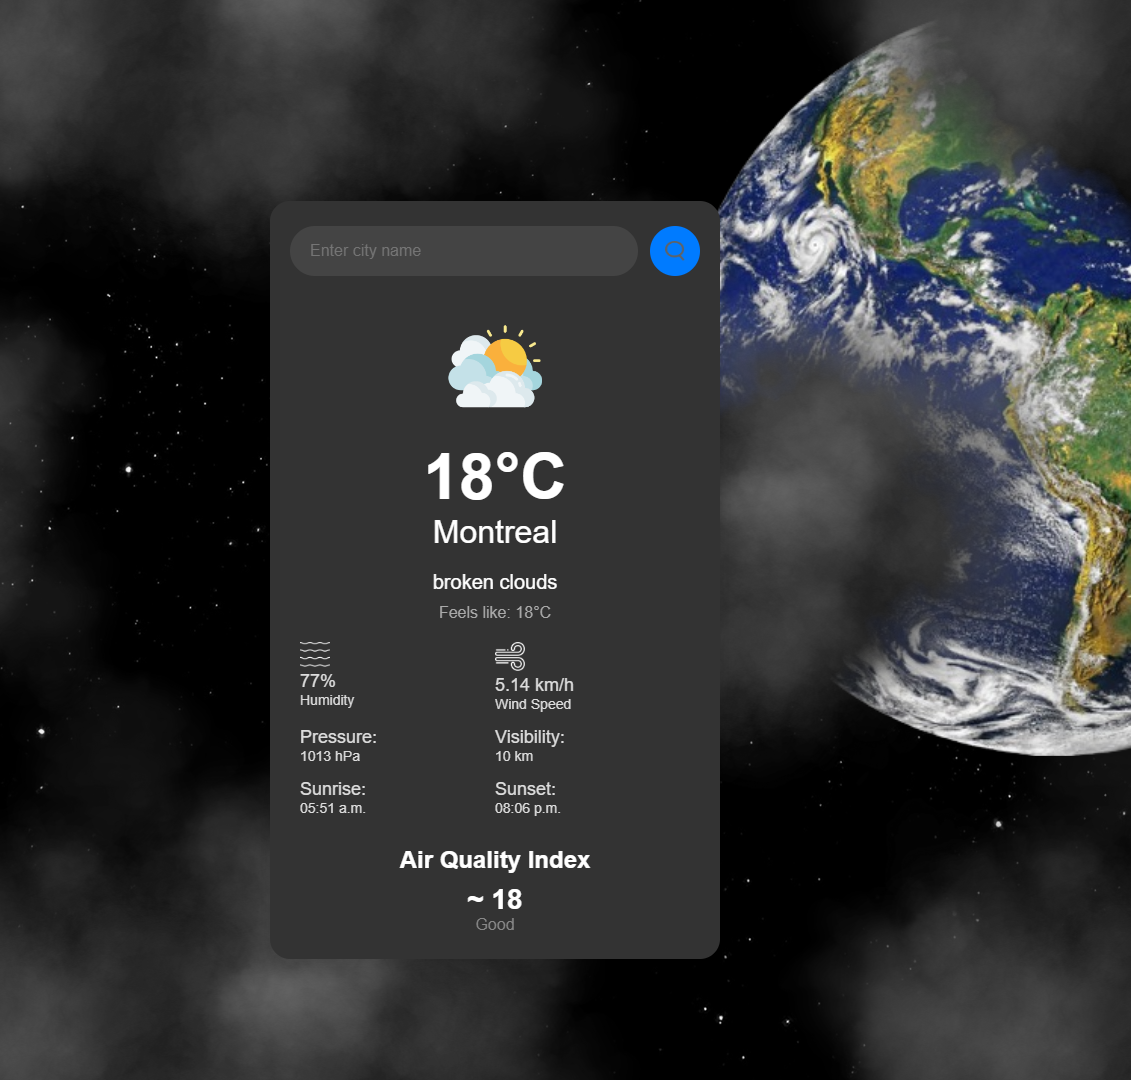 Enter city name
18°C
Montreal
broken clouds
Feels like: 18°C
77%
Humidity
5.14 km/h
Wind Speed
Pressure:
1013 hPa
Visibility:
10 km
Sunrise:
05:51 a.m.
Sunset:
08:06 p.m.
Air Quality Index
~ 18
Good